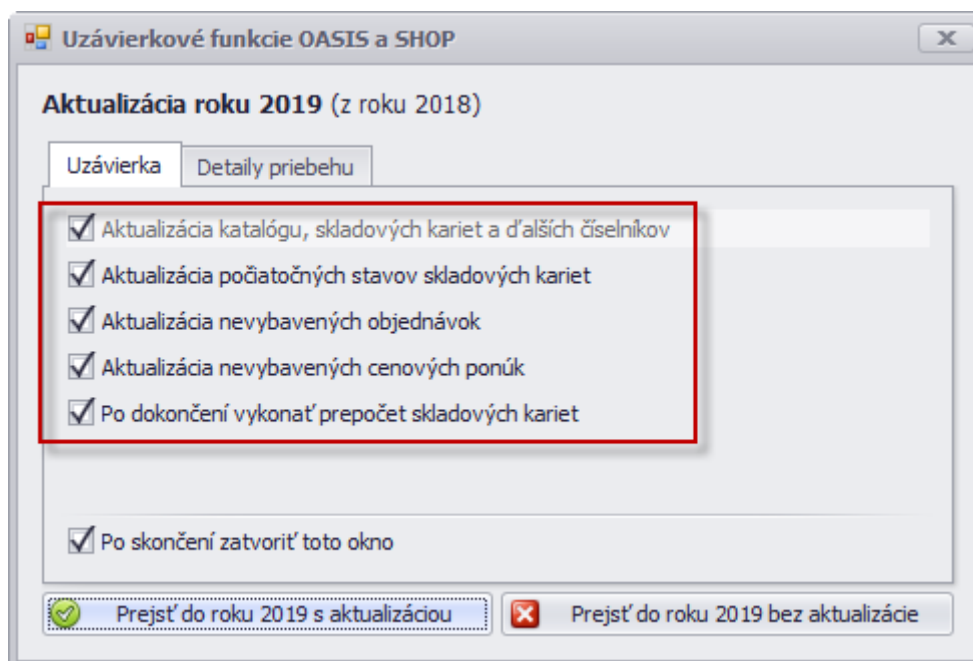 Uzávierkové funkcie OASIS a SHOP
Aktualizácia roku 2019 (z roku 2018)
Uzávierka
Detaily priebehu
Aktualizácia katalógu, skladových kariet a ďalších číselníkov
Aktualizácia počiatočných stavov skladových kariet
Aktualizácia nevybavených objednávok
Aktualizácia nevybavených cenových ponúk
Po dokončení vykonať prepočet skladových kariet
Po skončení zatvoriť toto okno
Prejsť do roku 2019 s aktualizáciou
Prejsť do roku 2019 bez aktualizácie